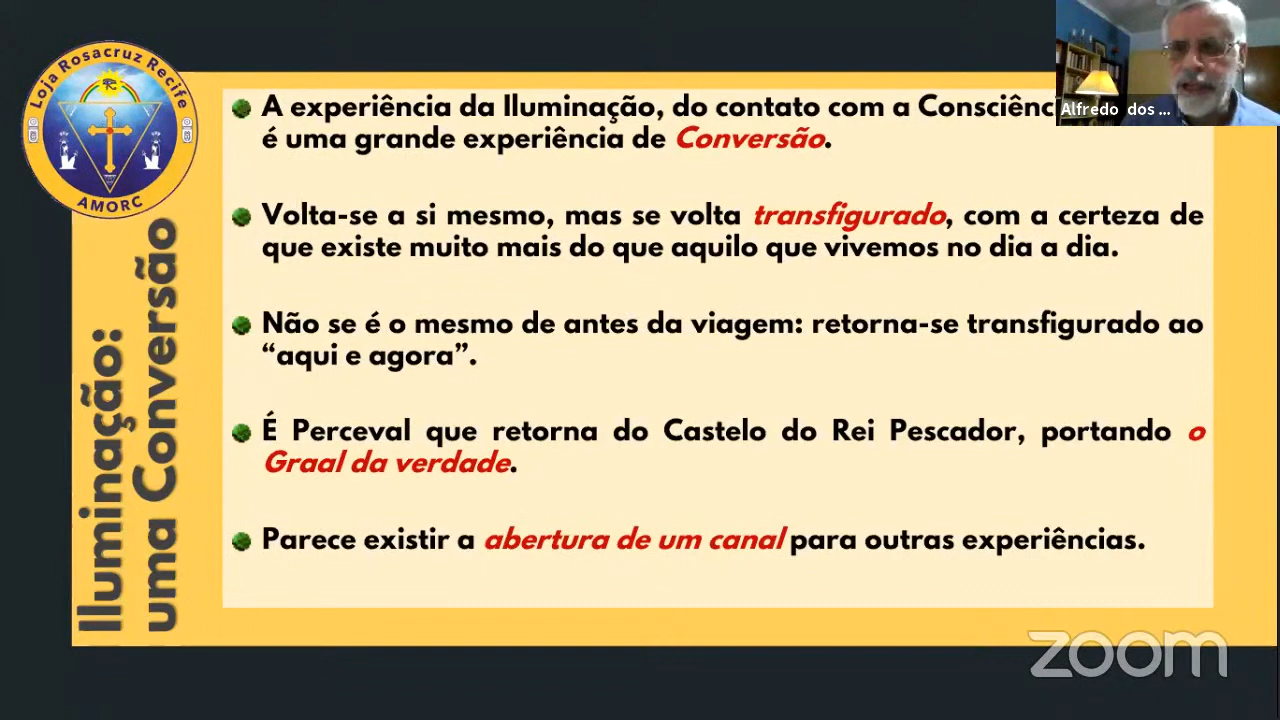 Loja Rosacruz Recife
AMORC
Iluminação:
uma Conversão
A experiência da Iluminação, do contato com a
é uma grande experiência de Conversão.
Volta-se a si mesmo, mas se volta transfigurado, com a certeza de
que existe muito mais do que aquilo que vivemos no dia a dia.
Não se é o mesmo de antes da viagem: retorna-se transfigurado ao
“aqui e agora”.
É Perceval que retorna do Castelo do Rei Pescador, portando o
Graal da verdade.
Parece existir a abertura de um canal para outras experiências.
Alfredo dos ...
zoom